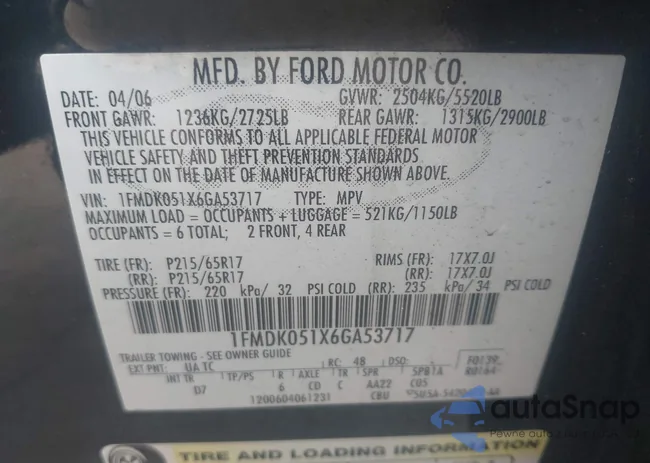 MFD. BY FORD MOTOR CO.
DATE: 04/06 GVWR: 2504KG/5520LB
FRONT GAWR: 1236KG/2725LB REAR GAWR: 1315KG/2900LB
THIS VEHICLE CONFORMS TO ALL APPLICABLE FEDERAL MOTOR
VEHICLE SAFETY AND THEFT PREVENTION STANDARDS
IN EFFECT ON THE DATE OF MANUFACTURE SHOWN ABOVE.
VIN: 1FMDK051X6GA53717 TYPE: MPV
MAXIMUM LOAD = OCCUPANTS + LUGGAGE = 521KG/1150LB
OCCUPANTS = 6 TOTAL; 2 FRONT, 4 REAR
TIRE (FR): P215/65R17 RIMS (FR): 17X7.0J
(RR): P215/65R17 (RR): 17X7.0J
PRESSURE (FR): 220 kPa/ 32 PSI COLD (RR): 235 kPa/ 34 PSI COLD
1FMDK051X6GA53717
TRAILER TOWING - SEE OWNER GUIDE
EXT PNT: UA TC RC: 48 DSO: F0139
INT TR TP/PS R AXLE TR SPR SPB1A R0164
D7 6 CD C AA22 C05
1200604061231 CBU
autoSnap
TIRE AND LOADING INFORMATION